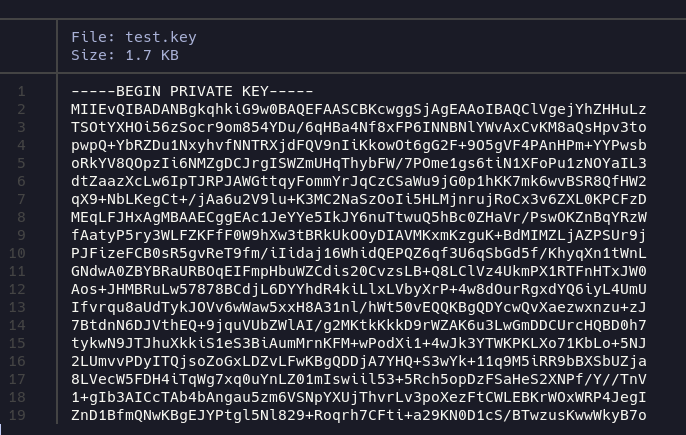 File: test.key
Size: 1.7 KB
1 -----BEGIN PRIVATE KEY-----
2 MIIEvQIBADANBgkqhkiG9w0BAQEFAASCBKcwggSjAgEAAoIBAQClVgejYhZHHuLz
3 TSOtYXHOi56zSocr9om854YDu/6qHBa4Nf8xFP6INNBNlYWvAxCvKM8aQsHpv3to
4 pwpQ+YbRZDu1NxyhvfNNTRXjdFQV9nIiKkowOt6gG2F+9O5gVF4PAnHPm+YYPwsb
5 oRkYV8QOpzIi6NMZgDCJrgISWZmUHqThybFW/7POme1gs6tiN1XFoPu1zNOYaIL3
6 dtZaazXcLw6IpTJRPJAWGttqyFommYrJqCzCSaWu9jG0p1hKK7mk6wvBSR8QfHW2
7 qX9+NbLKegCt+/jAa6u2V9lu+K3MC2NaSzOoIi5HLMjnrujRoCx3v6ZXL0KPCFzD
8 MEqLFJHxAgMBAAECggEAc1JeYYe5IkJY6nuTtwuQ5hBc0ZHaVr/PswOKZnBqYRzW
9 fAatyP5ry3WLFZKFfF0W9hXw3tBRkUkOOyDIAVMKxmKzguK+BdMIMZLjAZPSUr9j
10 PJFizeFCB0sR5gvReT9fm/iIidaj16WhidQEPQZ6qf3U6qSbGd5f/KhyqXn1tWnL
11 GNdwA0ZBYBRaURBOqEIFmpHbuWZCdis20CvzsLB+Q8LClVz4UkmPX1RTFnHTxJW0
12 Aos+JHMBRuLw57878BCdjL6DYYhdR4kiLlxLVbyXrP+4w8dOurRgxdYQ6iyL4UmU
13 Ifvrqu8aUdTykJOVv6wWaw5xxH8A31nl/hWt50vEQQKBgQDYcwQvXaezwxnzu+zJ
14 7BtdnN6DJVthEQ+9jquVUbZWlAI/g2MKtkKkkD9rWZAK6u3LwGmDDCUrcHQBD0h7
15 tykwN9JTJhuXkkiS1eS3BiAumMrnKFM+wPodXi1+4wJk3YTWKPKLXo71KbLo+5NJ
16 2LUmvvPDyITQjsoZoGxLDZvLFwKBgQDDjA7YHQ+S3wYk+11q9M5iRR9bBXSbUZja
17 8LVecW5FDH4iTqWg7xq0uYnLZ01mIswiil53+5Rch5opDzFSaHeS2XNPf/Y//TnV
18 1+gIb3AICcTAb4bAngau5zm6VSNpYXUjThvrLv3poXezFtCWLEBKrWOxWRP4JegI
19 ZnD1BfmQNwKBgEJYPtgl5Nl829+Roqrh7CFti+a29KN0D1cS/BTwzusKwwWkyB7o